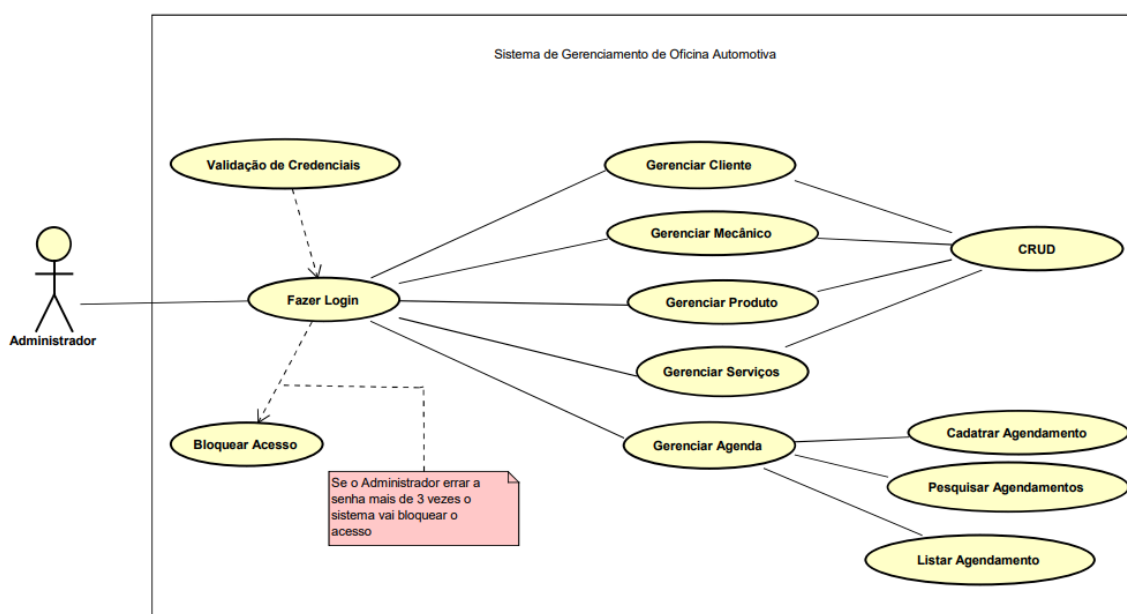 Sistema de Gerenciamento de Oficina Automotiva
Validação de Credenciais
Gerenciar Cliente
Gerenciar Mecânico
CRUD
Fazer Login
Gerenciar Produto
Administrador
Gerenciar Serviços
Bloquear Acesso
Gerenciar Agenda
Cadatrar Agendamento
Pesquisar Agendamentos
Se o Administrador errar a
senha mais de 3 vezes o
sistema vai bloquear o
acesso
Listar Agendamento